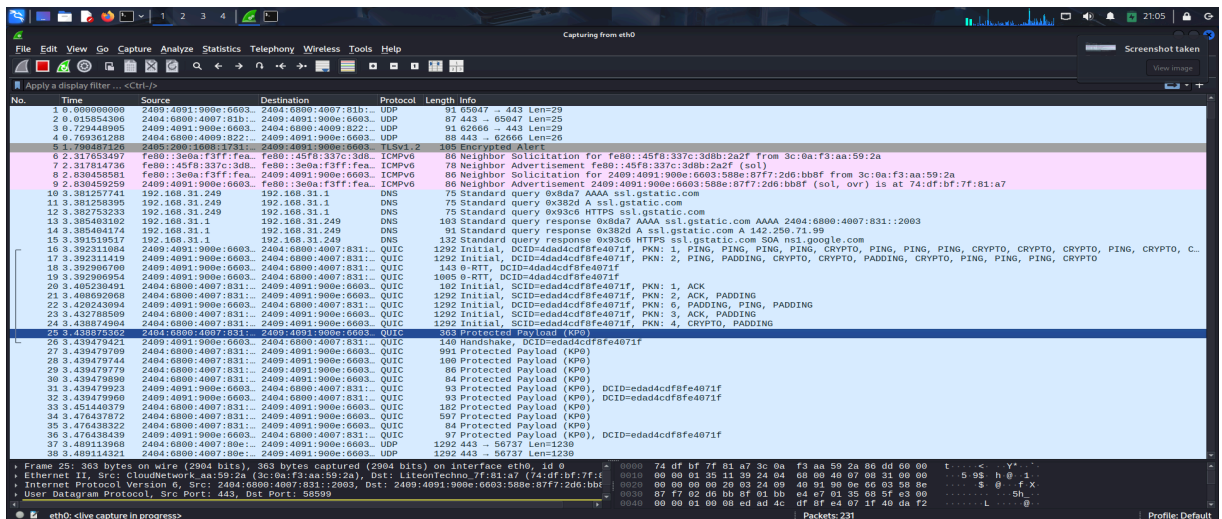 1 2 3 4 21:05
Capturing from eth0
File Edit View Go Capture Analyze Statistics Telephony Wireless Tools Help
Screenshot taken
View image
Apply a display filter ... <Ctrl-/>
No. Time Source Destination Protocol Length Info
1 0.000000000 2409:4091:900e:6603… 2404:6800:4007:81b:… UDP 91 65047 → 443 Len=29
2 0.015854306 2404:6800:4007:81b:… 2409:4091:900e:6603… UDP 87 443 → 65047 Len=25
3 0.729448905 2409:4091:900e:6603… 2404:6800:4009:822:… UDP 91 62666 → 443 Len=29
4 0.769361288 2404:6800:4009:822:… 2409:4091:900e:6603… UDP 88 443 → 62666 Len=26
5 1.790487126 2405:200:1608:1731:… 2409:4091:900e:6603… TLSv1.2 105 Encrypted Alert
6 2.317653497 fe80::3e0a:f3ff:fea… fe80::45f8:337c:3d8… ICMPv6 86 Neighbor Solicitation for fe80::45f8:337c:3d8b:2a2f from 3c:0a:f3:aa:59:2a
7 2.317814736 fe80::45f8:337c:3d8… fe80::3e0a:f3ff:fea… ICMPv6 78 Neighbor Advertisement fe80::45f8:337c:3d8b:2a2f (sol)
8 2.830458581 fe80::3e0a:f3ff:fea… 2409:4091:900e:6603… ICMPv6 86 Neighbor Solicitation for 2409:4091:900e:6603:588e:87f7:2d6:bb8f from 3c:0a:f3:aa:59:2a
9 2.830459259 2409:4091:900e:6603… fe80::3e0a:f3ff:fea… ICMPv6 86 Neighbor Advertisement 2409:4091:900e:6603:588e:87f7:2d6:bb8f (sol, ovr) is at 74:df:bf:7f:81:a7
10 3.381257741 192.168.31.249 192.168.31.1 DNS 75 Standard query 0x8da7 AAAA ssl.gstatic.com
11 3.381258395 192.168.31.249 192.168.31.1 DNS 75 Standard query 0x382d A ssl.gstatic.com
12 3.382753233 192.168.31.249 192.168.31.1 DNS 75 Standard query 0x93c6 HTTPS ssl.gstatic.com
13 3.385403102 192.168.31.1 192.168.31.249 DNS 103 Standard query response 0x8da7 AAAA ssl.gstatic.com AAAA 2404:6800:4007:831::2003
14 3.385404174 192.168.31.1 192.168.31.249 DNS 91 Standard query response 0x382d A ssl.gstatic.com A 142.250.71.99
15 3.391519517 192.168.31.1 192.168.31.249 DNS 132 Standard query response 0x93c6 HTTPS ssl.gstatic.com SOA ns1.google.com
16 3.392311084 2409:4091:900e:6603… 2404:6800:4007:831:… QUIC 1292 Initial, DCID=4dad4cdf8fe4071f, PKN: 1, PING, PING, PING, PING, CRYPTO, PING, PING, PING, CRYPTO, CRYPTO, CRYPTO, PING, CRYPTO, C…
17 3.392311419 2409:4091:900e:6603… 2404:6800:4007:831:… QUIC 1292 Initial, DCID=4dad4cdf8fe4071f, PKN: 2, PING, PADDING, CRYPTO, CRYPTO, PADDING, CRYPTO, PING, PING, PING, CRYPTO
18 3.392906700 2409:4091:900e:6603… 2404:6800:4007:831:… QUIC 143 0-RTT, DCID=4dad4cdf8fe4071f
19 3.392906954 2409:4091:900e:6603… 2404:6800:4007:831:… QUIC 1005 0-RTT, DCID=4dad4cdf8fe4071f
20 3.405230491 2404:6800:4007:831:… 2409:4091:900e:6603… QUIC 102 Initial, SCID=edad4cdf8fe4071f, PKN: 1, ACK
21 3.408692068 2404:6800:4007:831:… 2409:4091:900e:6603… QUIC 1292 Initial, SCID=edad4cdf8fe4071f, PKN: 2, ACK, PADDING
22 3.420243094 2404:6800:4007:831:… 2409:4091:900e:6603… QUIC 1292 Initial, SCID=edad4cdf8fe4071f, PKN: 6, PADDING, PING, PADDING
23 3.432788509 2404:6800:4007:831:… 2409:4091:900e:6603… QUIC 1292 Initial, SCID=edad4cdf8fe4071f, PKN: 3, ACK, PADDING
24 3.438874904 2404:6800:4007:831:… 2409:4091:900e:6603… QUIC 1292 Initial, SCID=edad4cdf8fe4071f, PKN: 4, CRYPTO, PADDING
25 3.438875362 2404:6800:4007:831:… 2409:4091:900e:6603… QUIC 363 Protected Payload (KP0)
26 3.439479421 2409:4091:900e:6603… 2404:6800:4007:831:… QUIC 140 Handshake, DCID=edad4cdf8fe4071f
27 3.439479709 2404:6800:4007:831:… 2409:4091:900e:6603… QUIC 991 Protected Payload (KP0)
28 3.439479744 2404:6800:4007:831:… 2409:4091:900e:6603… QUIC 100 Protected Payload (KP0)
29 3.439479779 2404:6800:4007:831:… 2409:4091:900e:6603… QUIC 86 Protected Payload (KP0)
30 3.439479890 2404:6800:4007:831:… 2409:4091:900e:6603… QUIC 84 Protected Payload (KP0)
31 3.439479923 2409:4091:900e:6603… 2404:6800:4007:831:… QUIC 93 Protected Payload (KP0), DCID=edad4cdf8fe4071f
32 3.439479960 2409:4091:900e:6603… 2404:6800:4007:831:… QUIC 93 Protected Payload (KP0), DCID=edad4cdf8fe4071f
33 3.451440379 2404:6800:4007:831:… 2409:4091:900e:6603… QUIC 182 Protected Payload (KP0)
34 3.476437872 2404:6800:4007:831:… 2409:4091:900e:6603… QUIC 597 Protected Payload (KP0)
35 3.476438322 2404:6800:4007:831:… 2409:4091:900e:6603… QUIC 84 Protected Payload (KP0)
36 3.476438439 2409:4091:900e:6603… 2404:6800:4007:831:… QUIC 97 Protected Payload (KP0), DCID=edad4cdf8fe4071f
37 3.489113968 2404:6800:4007:80e:… 2409:4091:900e:6603… UDP 1292 443 → 56737 Len=1230
38 3.489114321 2404:6800:4007:80e:… 2409:4091:900e:6603… UDP 1292 443 → 56737 Len=1230
Frame 25: 363 bytes on wire (2904 bits), 363 bytes captured (2904 bits) on interface eth0, id 0
Ethernet II, Src: CloudNetwork_aa:59:2a (3c:0a:f3:aa:59:2a), Dst: LiteonTechno_7f:81:a7 (74:df:bf:7f:8
Internet Protocol Version 6, Src: 2404:6800:4007:831::2003, Dst: 2409:4091:900e:6603:588e:87f7:2d6:bb8
User Datagram Protocol, Src Port: 443, Dst Port: 58599
0000 74 df bf 7f 81 a7 3c 0a f3 aa 59 2a 86 dd 60 00 t·····<· ··Y*··`·
0010 00 00 01 35 11 39 24 04 68 00 40 07 08 31 00 00 ···5·9$· h·@··1··
0020 00 00 00 00 20 03 24 09 40 91 90 0e 66 03 58 8e ···· ·$· @···f·X·
0030 87 f7 02 d6 bb 8f 01 bb e4 e7 01 35 68 5f e3 00 ········ ···5h_··
0040 00 00 01 00 08 ed ad 4c df 8f e4 07 1f 40 da f2 ·······L ·····@··
eth0: <live capture in progress> Packets: 231 Profile: Default